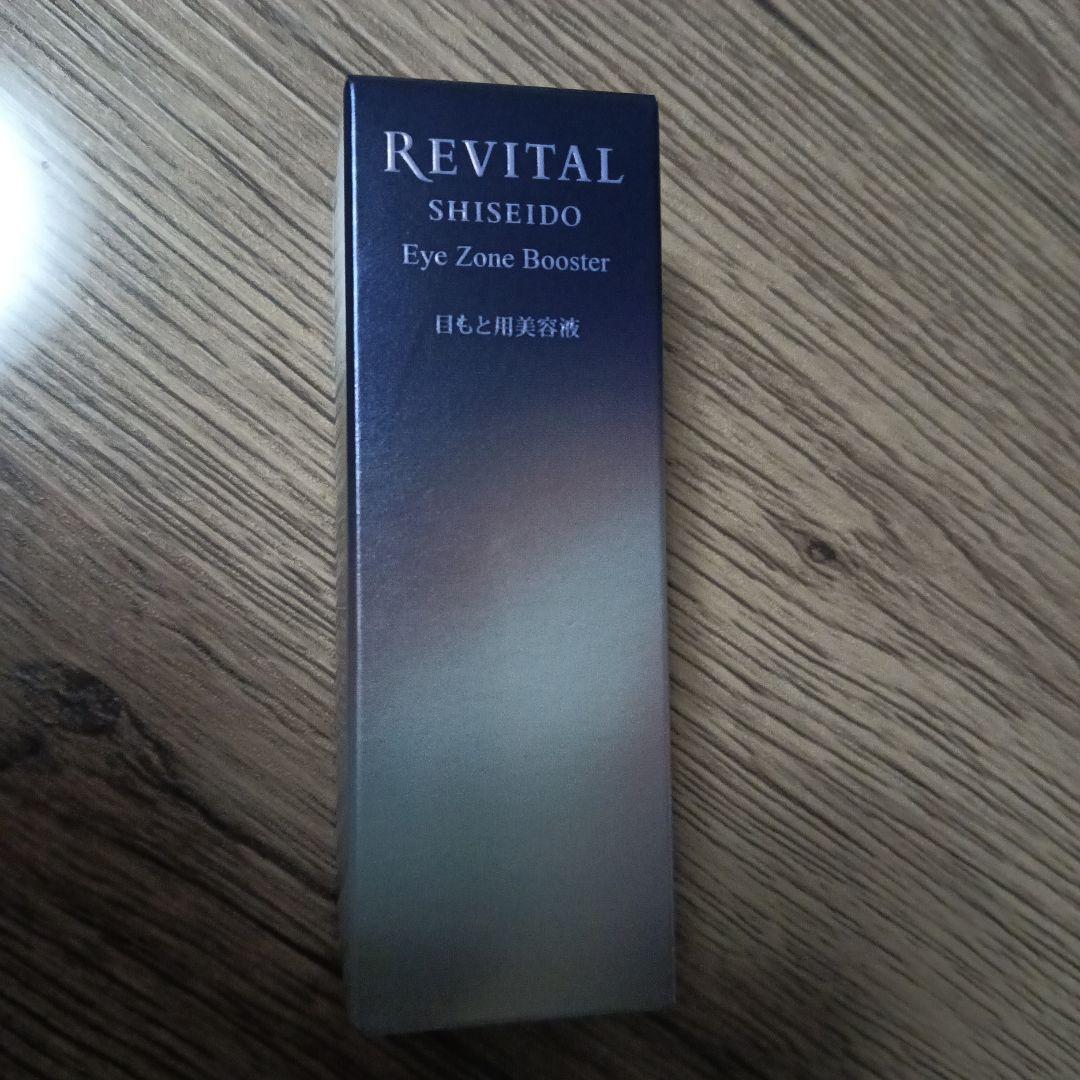 REVITAL
SHISEIDO
Eye Zone Booster
目もと用美容液